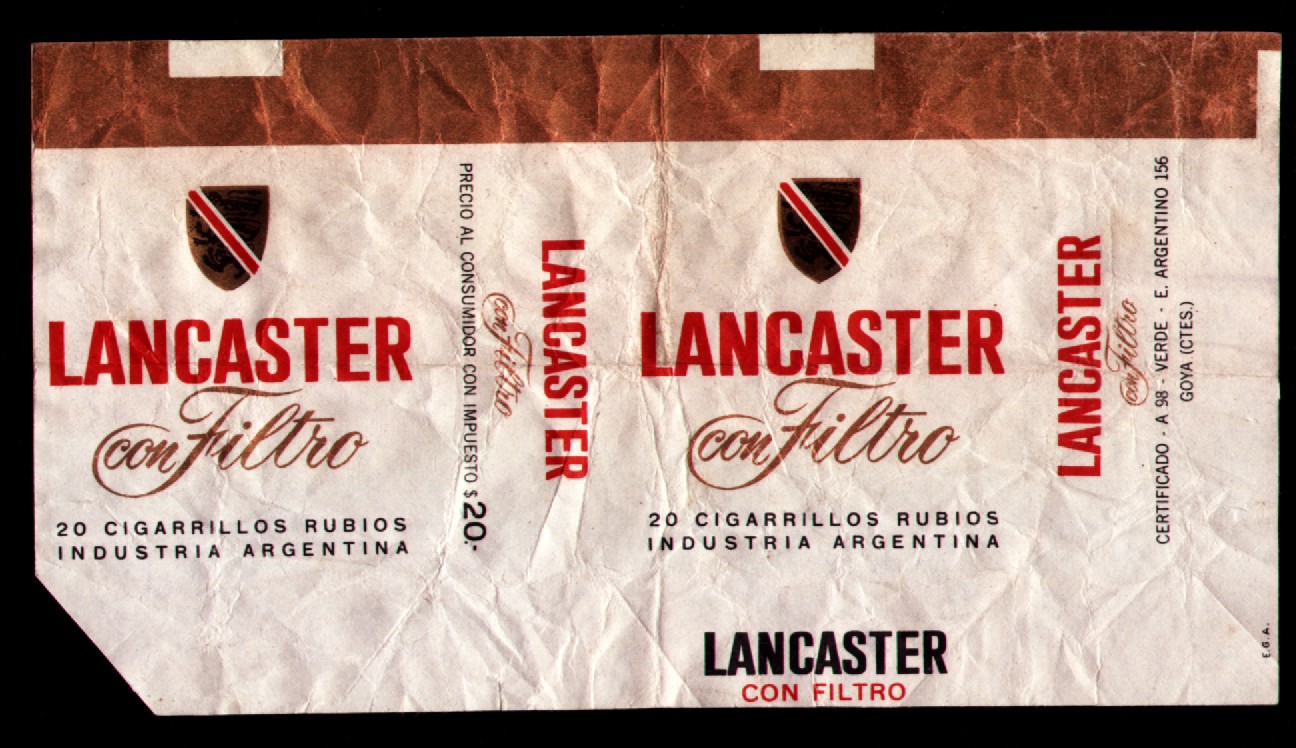 LANCASTER
con Filtro
20 CIGARRILLOS RUBIOS
INDUSTRIA ARGENTINA
PRECIO AL CONSUMIDOR CON IMPUESTO $ 20.-
con Filtro
LANCASTER
LANCASTER
con Filtro
20 CIGARRILLOS RUBIOS
INDUSTRIA ARGENTINA
LANCASTER
CON FILTRO
LANCASTER
con Filtro
CERTIFICADO - A 98 - VERDE - E. ARGENTINO 156
GOYA (CTES.)
E.G.A.